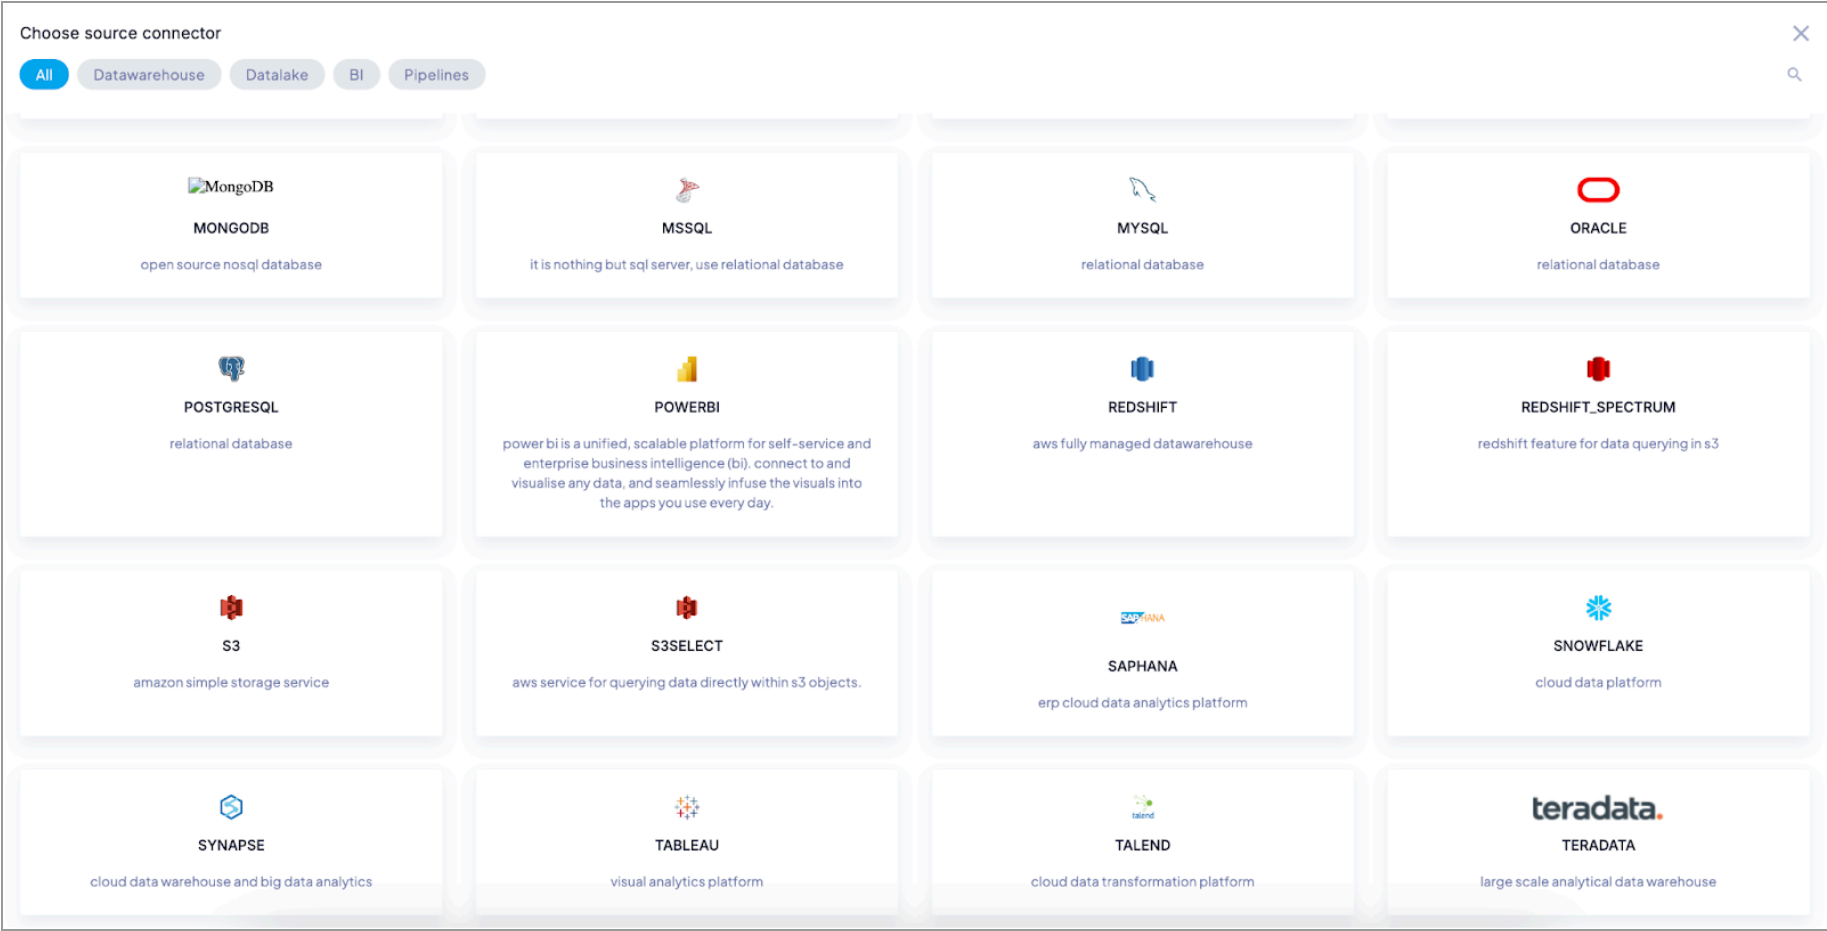 Choose source connector
All
Datawarehouse
Datalake
BI
Pipelines
MongoDB
MONGODB
open source nosql database
MSSQL
it is nothing but sql server, use relational database
MYSQL
relational database
ORACLE
relational database
POSTGRESQL
relational database
POWERBI
power bi is a unified, scalable platform for self-service and
enterprise business intelligence (bi). connect to and
visualise any data, and seamlessly infuse the visuals into
the apps you use every day.
REDSHIFT
aws fully managed datawarehouse
REDSHIFT_SPECTRUM
redshift feature for data querying in s3
S3
amazon simple storage service
S3SELECT
aws service for querying data directly within s3 objects.
SAP HANA
SAPHANA
erp cloud data analytics platform
SNOWFLAKE
cloud data platform
SYNAPSE
cloud data warehouse and big data analytics
TABLEAU
visual analytics platform
talend
TALEND
cloud data transformation platform
teradata.
TERADATA
large scale analytical data warehouse